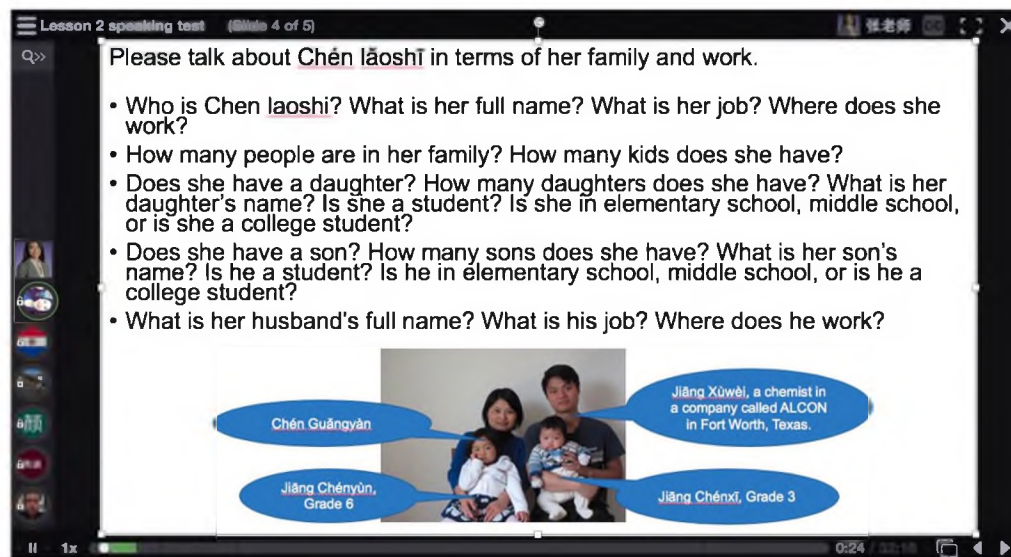 Lesson 2 speaking test (Slide 4 of 5)
张老师
CC
Please talk about Chén lǎoshī in terms of her family and work.
• Who is Chen laoshi? What is her full name? What is her job? Where does she
work?
• How many people are in her family? How many kids does she have?
• Does she have a daughter? How many daughters does she have? What is her
daughter's name? Is she a student? Is she in elementary school, middle school,
or is she a college student?
• Does she have a son? How many sons does she have? What is her son's
name? Is he a student? Is he in elementary school, middle school, or is he a
college student?
• What is her husband's full name? What is his job? Where does he work?
Chén Guāngyàn
Jiāng Xùwèi, a chemist in
a company called ALCON
in Fort Worth, Texas.
Jiāng Chényùn,
Grade 6
Jiāng Chénxī, Grade 3
颜
1x
0:24